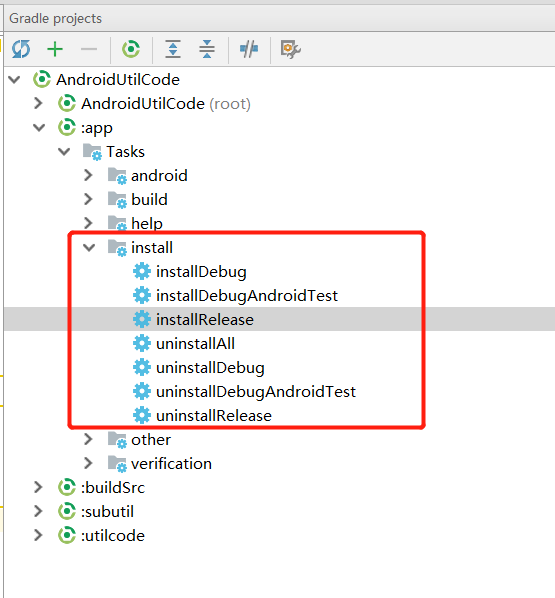 Gradle projects
AndroidUtilCode
AndroidUtilCode (root)
:app
Tasks
android
build
help
install
installDebug
installDebugAndroidTest
installRelease
uninstallAll
uninstallDebug
uninstallDebugAndroidTest
uninstallRelease
other
verification
:buildSrc
:subutil
:utilcode